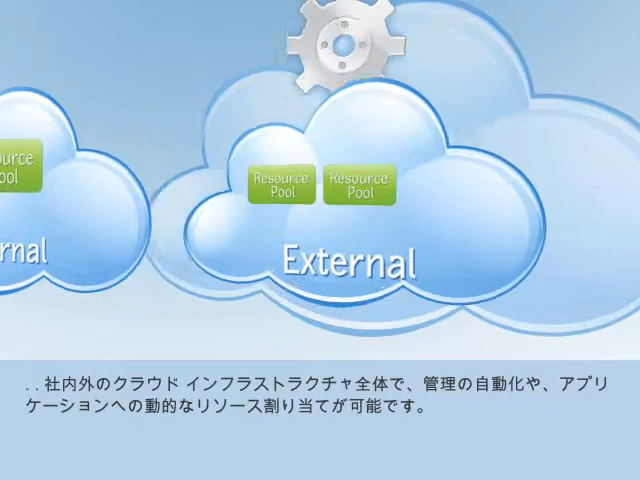 ource
ool
Resource
Pool
Resource
Pool
rnal
External
. . 社内外のクラウド インフラストラクチャ全体で、管理の自動化や、アプリ
ケーションへの動的なリソース割り当てが可能です。